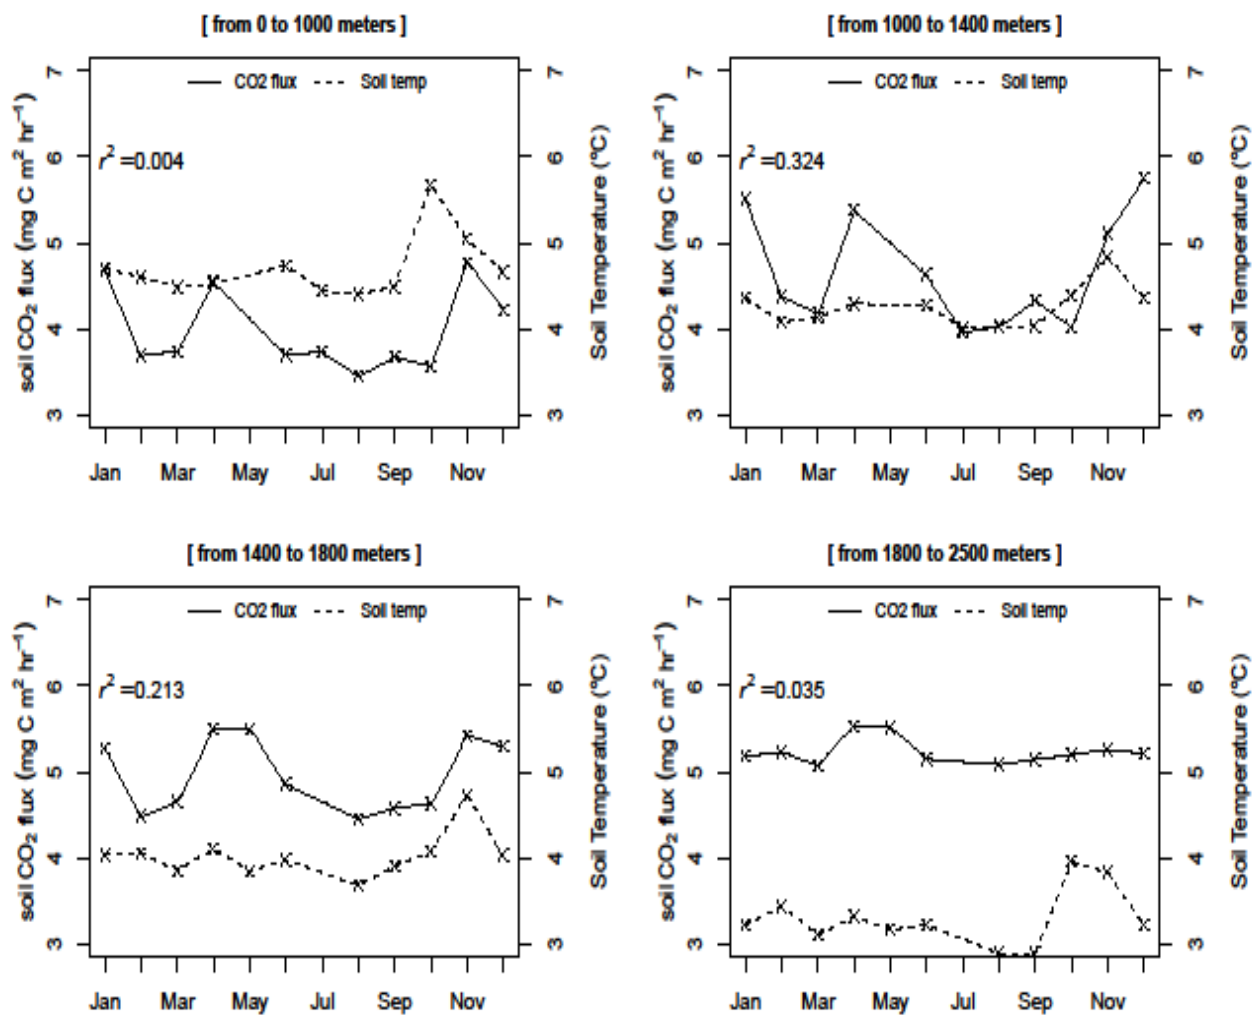 [ from 0 to 1000 meters ]
CO2 flux Soil temp
r² =0.004
soil CO₂ flux (mg C m² hr⁻¹)
3 4 5 6 7
Soil Temperature (°C)
3 4 5 6 7
Jan Mar May Jul Sep Nov
[ from 1000 to 1400 meters ]
CO2 flux Soil temp
r² =0.324
soil CO₂ flux (mg C m² hr⁻¹)
3 4 5 6 7
Soil Temperature (°C)
3 4 5 6 7
Jan Mar May Jul Sep Nov
[ from 1400 to 1800 meters ]
CO2 flux Soil temp
r² =0.213
soil CO₂ flux (mg C m² hr⁻¹)
3 4 5 6 7
Soil Temperature (°C)
3 4 5 6 7
Jan Mar May Jul Sep Nov
[ from 1800 to 2500 meters ]
CO2 flux Soil temp
r² =0.035
soil CO₂ flux (mg C m² hr⁻¹)
3 4 5 6 7
Soil Temperature (°C)
3 4 5 6 7
Jan Mar May Jul Sep Nov